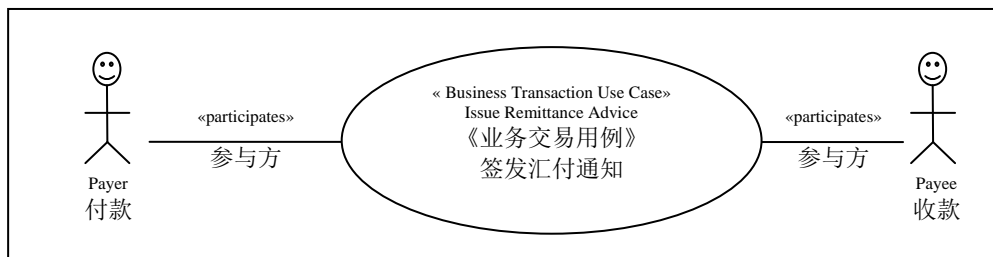 « Business Transaction Use Case»
Issue Remittance Advice
《业务交易用例》
签发汇付通知
«participates»
参与方
«participates»
参与方
Payer
付款
Payee
收款